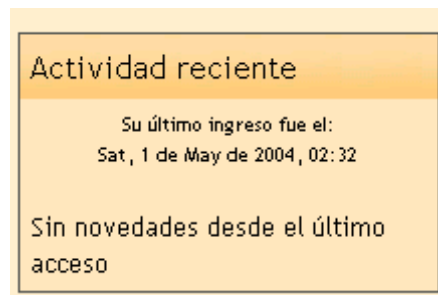 Actividad reciente
Su último ingreso fue el:
Sat, 1 de May de 2004, 02:32
Sin novedades desde el último
acceso